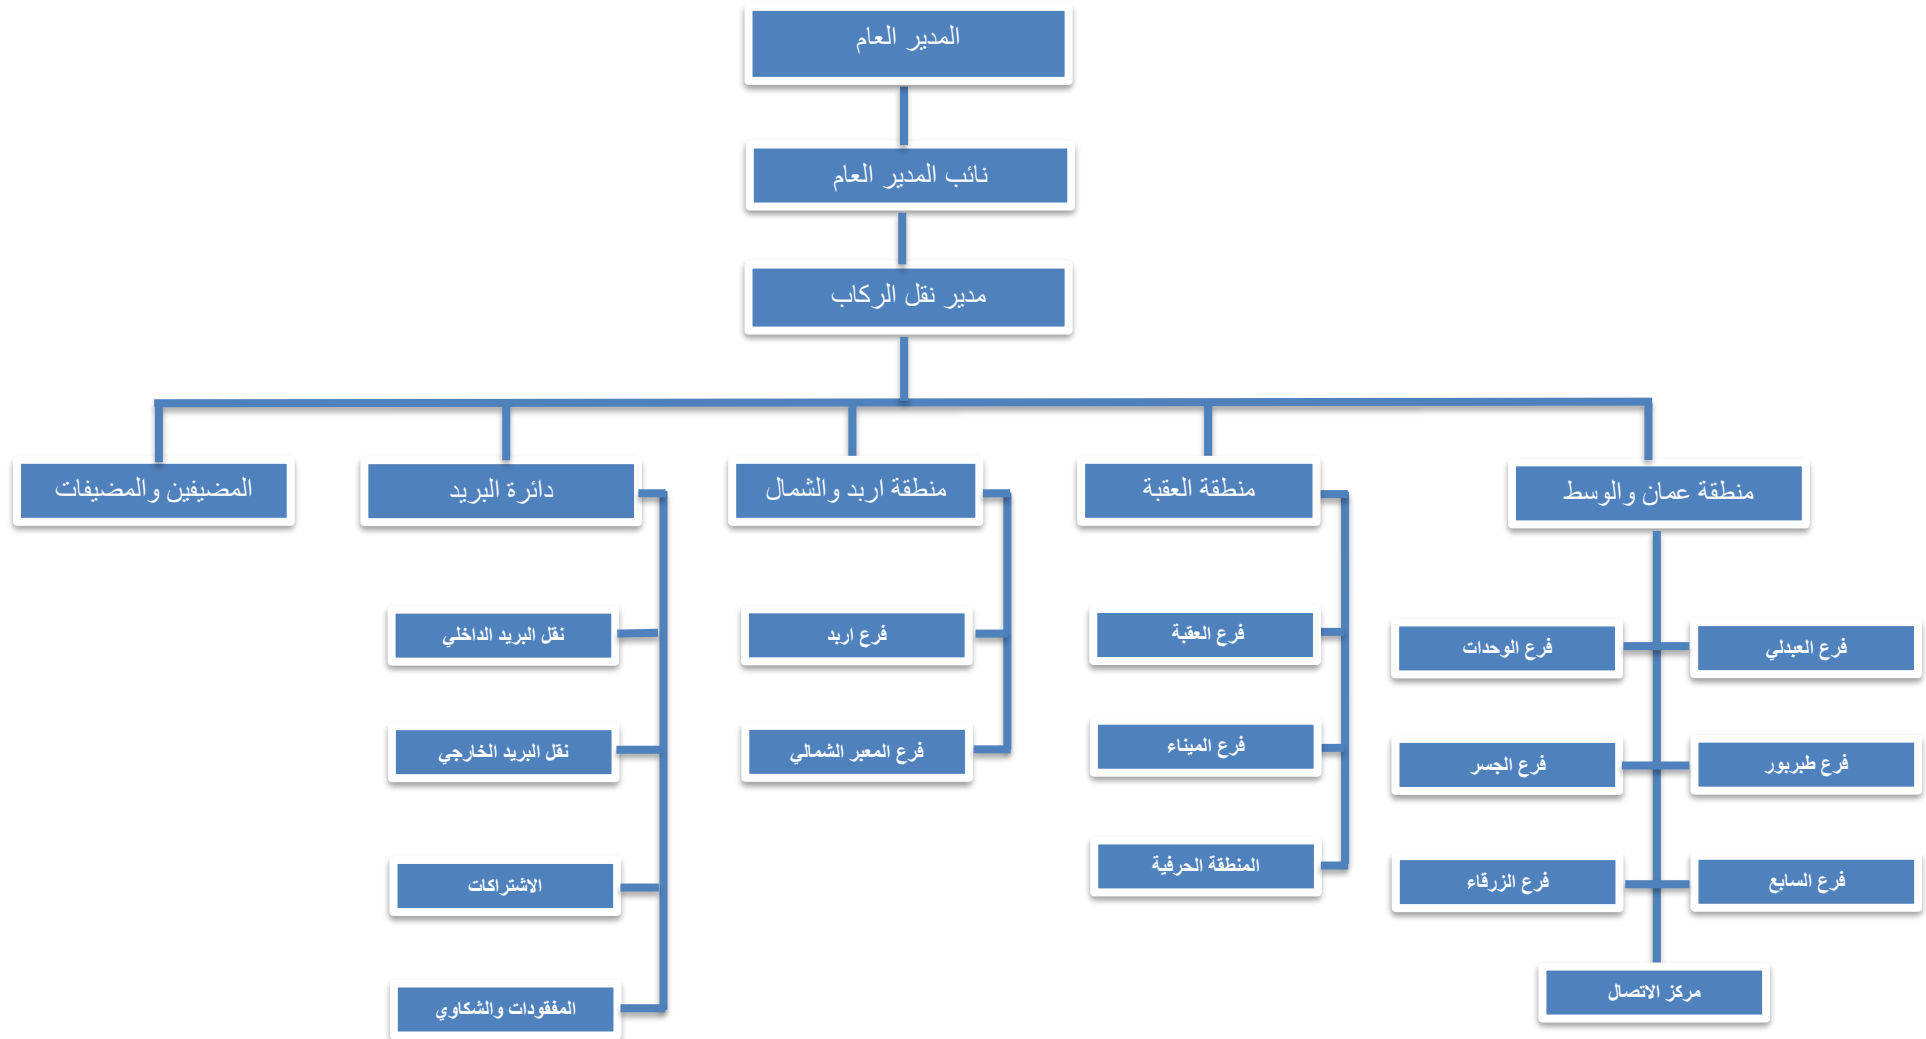 المدير العام
نائب المدير العام
مدير نقل الركاب
منطقة عمان والوسط
منطقة العقبة
منطقة اربد والشمال
دائرة البريد
المضيفين والمضيفات
فرع العبدلي
فرع الوحدات
فرع طبربور
فرع الجسر
فرع السابع
فرع الزرقاء
مركز الاتصال
فرع العقبة
فرع الميناء
المنطقة الحرفية
فرع اربد
فرع المعبر الشمالي
نقل البريد الداخلي
نقل البريد الخارجي
الاشتراكات
المفقودات والشكاوي